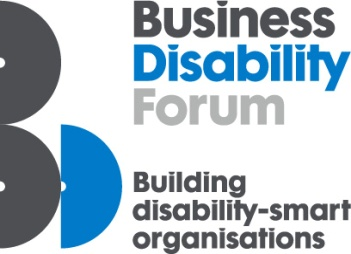 Business
Disability
Forum
Building
disability-smart
organisations